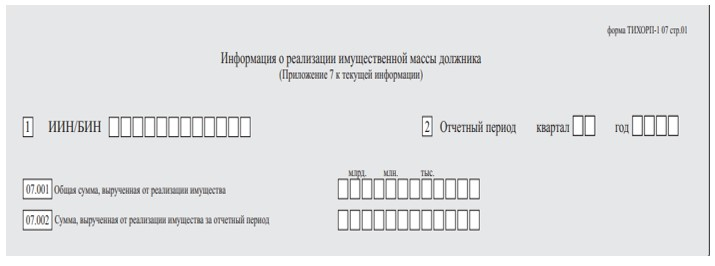 форма ТИХОРП-1 07 стр.01
Информация о реализации имущественной массы должника
(Приложение 7 к текущей информации)
1 ИИН/БИН 2 Отчетный период квартал год
млрд. млн. тыс.
07.001 Общая сумма, вырученная от реализации имущества
07.002 Сумма, вырученная от реализации имущества за отчетный период